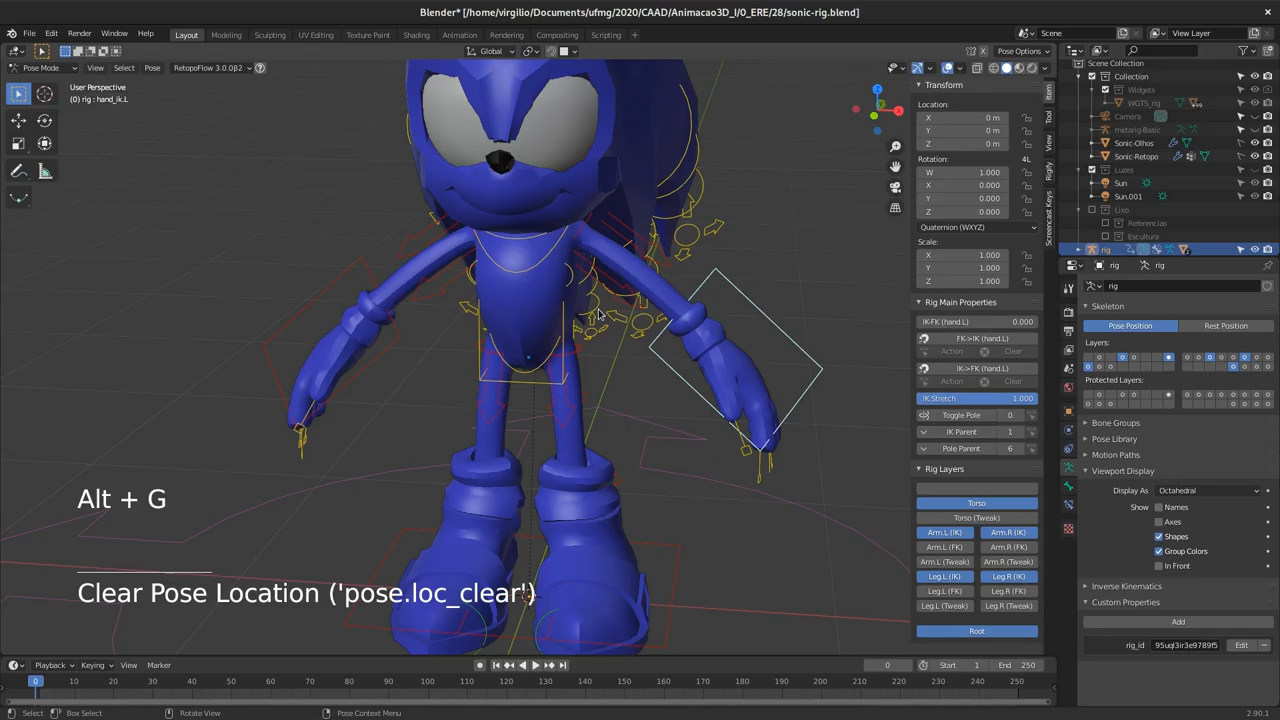 Blender* [/home/virgilio/Documents/ufmg/2020/CAAD/Animacao3D_I/0_ERE/28/sonic-rig.blend]
File Edit Render Window Help Layout Modeling Sculpting UV Editing Texture Paint Shading Animation Rendering Compositing Scripting + Scene View Layer
Global Pose Options
Pose Mode View Select Pose RetopoFlow 3.0.0β2
User Perspective
(0) rig : hand_ik.L
Transform
Location:
X 0 m
Y 0 m
Z 0 m
Rotation: 4L
W 1.000
X 0.000
Y 0.000
Z 0.000
Quaternion (WXYZ)
Scale:
X 1.000
Y 1.000
Z 1.000
Rig Main Properties
IK-FK (hand.L) 0.000
FK->IK (hand.L)
Action Clear
IK->FK (hand.L)
Action Clear
IK Stretch 1.000
Toggle Pole 0
IK Parent 1
Pole Parent 6
Rig Layers
Torso
Torso (Tweak)
Arm.L (IK) Arm.R (IK)
Arm.L (FK) Arm.R (FK)
Arm.L (Tweak) Arm.R (Tweak)
Leg.L (IK) Leg.R (IK)
Leg.L (FK) Leg.R (FK)
Leg.L (Tweak) Leg.R (Tweak)
Root
Item
Tool
View
Rigify
Screencast Keys
Scene Collection
Collection
Widgets
WGTS_rig
Camera
metarig Basic
Sonic-Olhos
Sonic-Retopo
Luzes
Sun
Sun.001
Lixo
Referencias
Escultura
rig
rig rig
rig
Skeleton
Pose Position Rest Position
Layers:
Protected Layers:
Bone Groups
Pose Library
Motion Paths
Viewport Display
Display As Octahedral
Show Names
Axes
Shapes
Group Colors
In Front
Inverse Kinematics
Custom Properties
Add
rig_id 95uql3ir3e9789f5 Edit
Alt + G
Clear Pose Location ('pose.loc_clear')
Playback Keying View Marker 0 Start 1 End 250
0 10 20 30 40 50 60 70 80 90 100 110 120 130 140 150 160 170 180 190 200 210 220 230 240 250
Select Box Select Rotate View Pose Context Menu 2.90.1